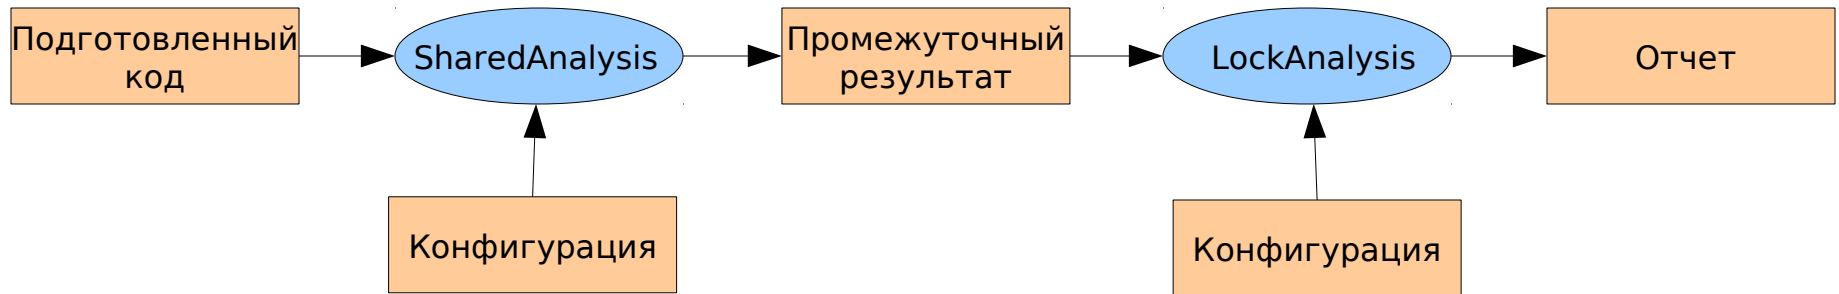 Подготовленный
код
SharedAnalysis
Промежуточный
результат
LockAnalysis
Отчет
Конфигурация
Конфигурация